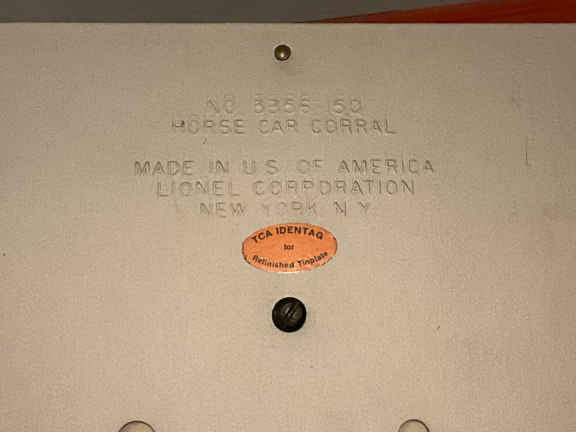 NO 3356-150
HORSE CAR CORRAL
MADE IN U.S. OF AMERICA
LIONEL CORPORATION
NEW YORK N.Y.
TCA IDENTAG
for
Refinished Tinplate